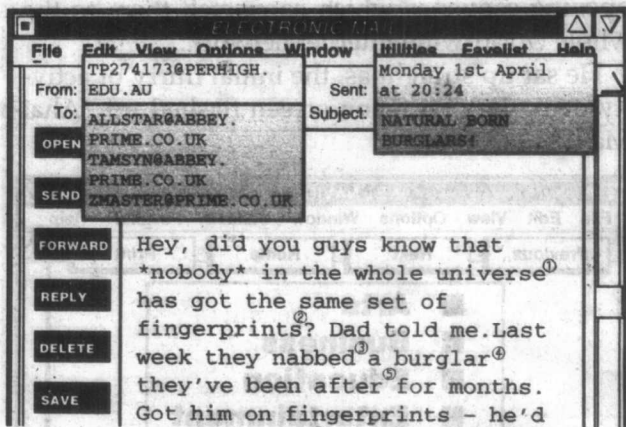 ELECTRONIC MAIL
File Edit View Options Window Utilities Favelist Help
From: TP274173@PERHIGH.
EDU.AU
Sent: Monday 1st April
at 20:24
To: ALLSTAR@ABBEY.
PRIME.CO.UK
TAMSYN@ABBEY.
PRIME.CO.UK
ZMASTER@PRIME.CO.UK
Subject: NATURAL BORN
BURGLARS!
OPEN
SEND
FORWARD
REPLY
DELETE
SAVE
Hey, did you guys know that
*nobody* in the whole universe①
has got the same set of
fingerprints②? Dad told me.Last
week they nabbed③ a burglar④
they've been after⑤ for months.
Got him on fingerprints – he'd